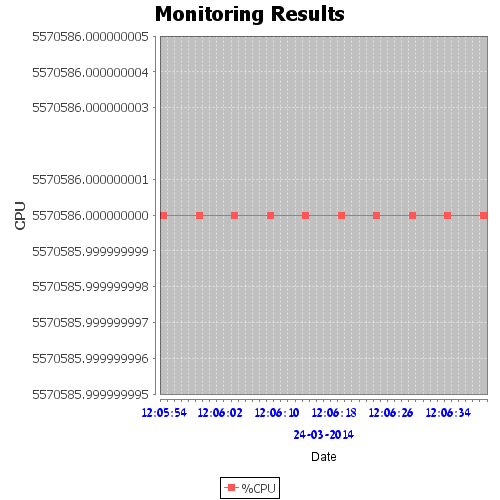 Monitoring Results
5570586.000000005
5570586.000000004
5570586.000000003
5570586.000000001
5570586.000000000
5570585.999999999
5570585.999999998
5570585.999999997
5570585.999999996
5570585.999999995
CPU
12:05:54 12:06:02 12:06:10 12:06:18 12:06:26 12:06:34
24-03-2014
Date
%CPU